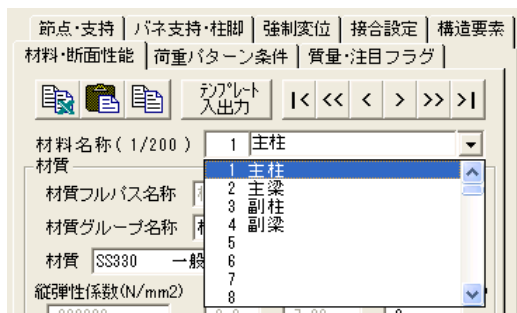 節点・支持 バネ支持・柱脚 強制変位 接合設定 構造要素
材料・断面性能 荷重パターン条件 質量・注目フラグ
テンプレート
入出力 |< << < > >> >|
材料名称( 1/200 ) 1 主柱
材質
1 主柱
2 主梁
3 副柱
4 副梁
5
6
7
8
材質フルパス名称
材質グループ名称
材質 SS330 一般
縦弾性係数(N/mm2)